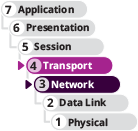 7 Application
6 Presentation
5 Session
4 Transport
3 Network
2 Data Link
1 Physical